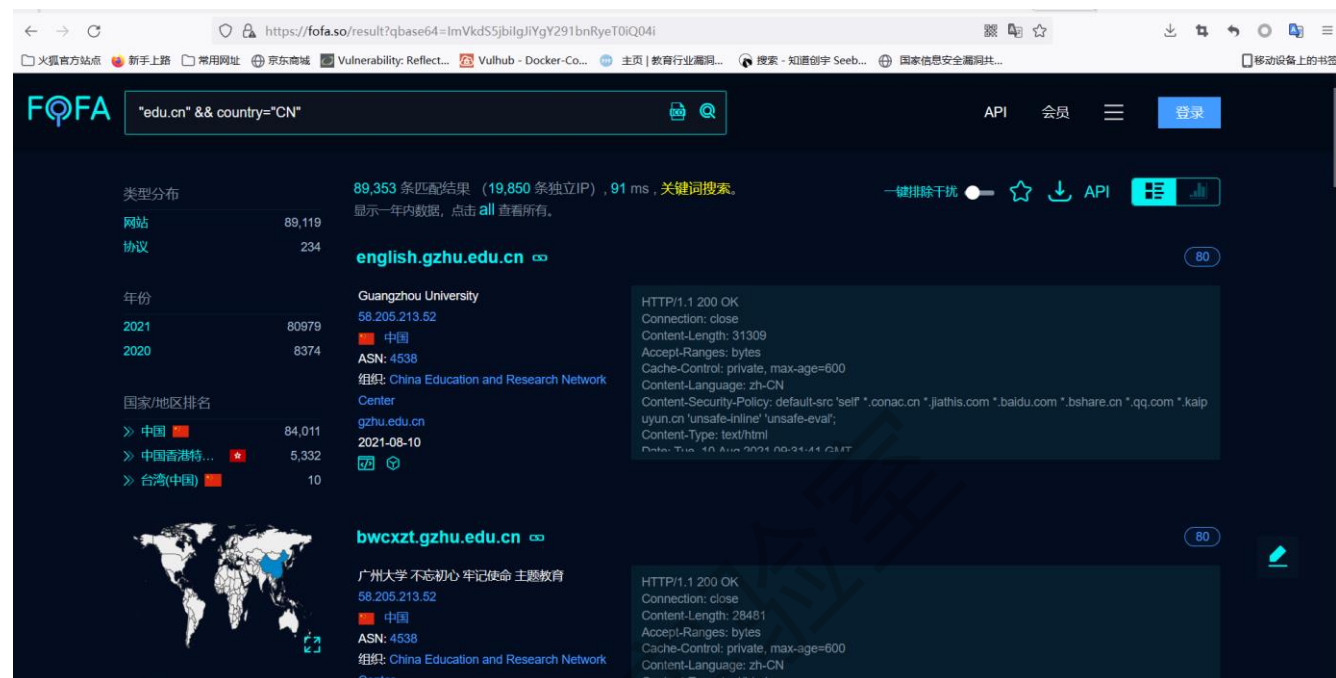 https://fofa.so/result?qbase64=ImVkdS5jbiIgJiYgY291bnRyeT0iQ04i
火狐官方站点 新手上路 常用网址 京东商城 Vulnerability: Reflect... Vulhub - Docker-Co... 主页 | 教育行业漏洞... 搜索 - 知道创宇 Seeb... 国家信息安全漏洞共... 移动设备上的书签
FOFA "edu.cn" && country="CN" API 会员 登录
类型分布
网站 89,119
协议 234
年份
2021 80979
2020 8374
国家/地区排名
中国 84,011
中国香港特... 5,332
台湾(中国) 10
89,353 条匹配结果 (19,850 条独立IP) , 91 ms , 关键词搜索。
显示一年内数据，点击 all 查看所有。
一键排除干扰 API
english.gzhu.edu.cn 80
Guangzhou University
58.205.213.52
中国
ASN: 4538
组织: China Education and Research Network
Center
gzhu.edu.cn
2021-08-10
HTTP/1.1 200 OK
Connection: close
Content-Length: 31309
Accept-Ranges: bytes
Cache-Control: private, max-age=600
Content-Language: zh-CN
Content-Security-Policy: default-src 'self' *.conac.cn *.jiathis.com *.baidu.com *.bshare.cn *.qq.com *.kaip
uyun.cn 'unsafe-inline' 'unsafe-eval';
Content-Type: text/html
Date: Tue, 10 Aug 2021 09:31:41 GMT
bwcxzt.gzhu.edu.cn 80
广州大学 不忘初心 牢记使命 主题教育
58.205.213.52
中国
ASN: 4538
组织: China Education and Research Network
HTTP/1.1 200 OK
Connection: close
Content-Length: 28481
Accept-Ranges: bytes
Cache-Control: private, max-age=600
Content-Language: zh-CN
验室